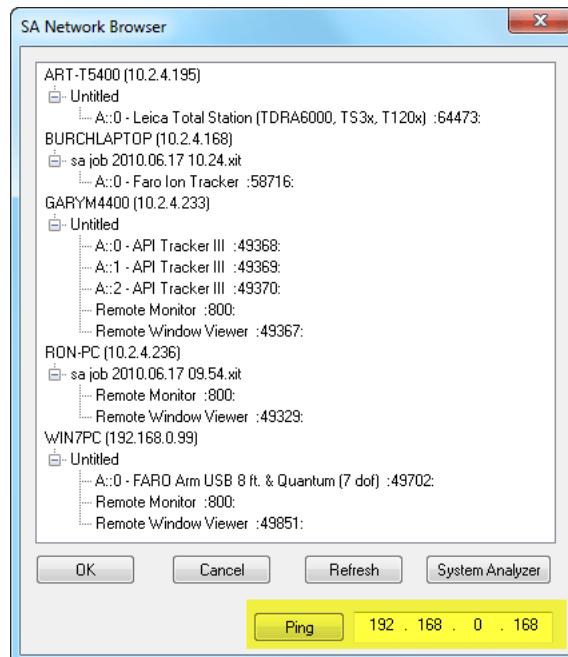 SA Network Browser
ART-T5400 (10.2.4.195)
Untitled
A::0 - Leica Total Station (TDRA6000, TS3x, T120x) :64473:
BURCHLAPTOP (10.2.4.168)
sa job 2010.06.17 10.24.xit
A::0 - Faro Ion Tracker :58716:
GARYM4400 (10.2.4.233)
Untitled
A::0 - API Tracker III :49368:
A::1 - API Tracker III :49369:
A::2 - API Tracker III :49370:
Remote Monitor :800:
Remote Window Viewer :49367:
RON-PC (10.2.4.236)
sa job 2010.06.17 09.54.xit
Remote Monitor :800:
Remote Window Viewer :49329:
WIN7PC (192.168.0.99)
Untitled
A::0 - FARO Arm USB 8 ft. & Quantum (7 dof) :49702:
Remote Monitor :800:
Remote Window Viewer :49851:
OK Cancel Refresh System Analyzer
Ping 192 . 168 . 0 . 168